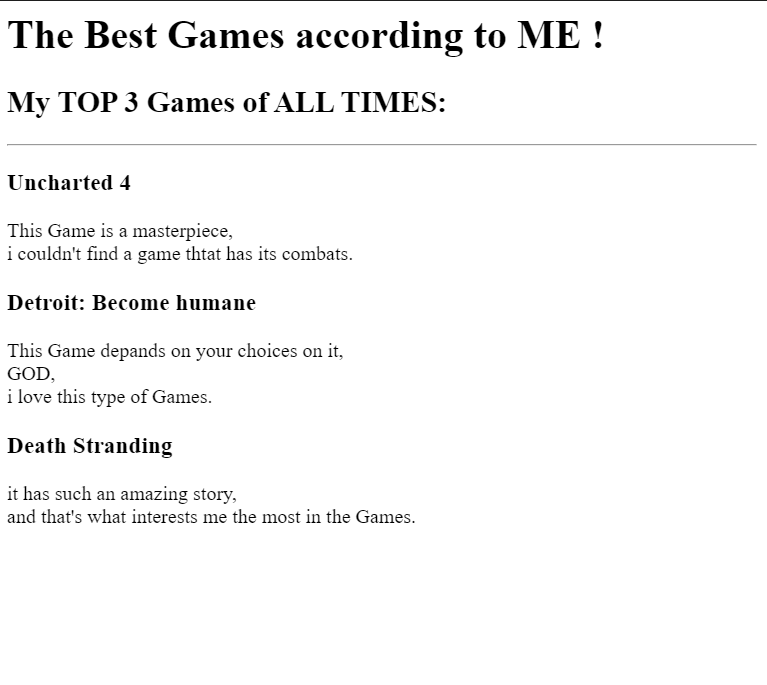 The Best Games according to ME !
My TOP 3 Games of ALL TIMES:
Uncharted 4
This Game is a masterpiece,
i couldn't find a game thtat has its combats.
Detroit: Become humane
This Game depands on your choices on it,
GOD,
i love this type of Games.
Death Stranding
it has such an amazing story,
and that's what interests me the most in the Games.